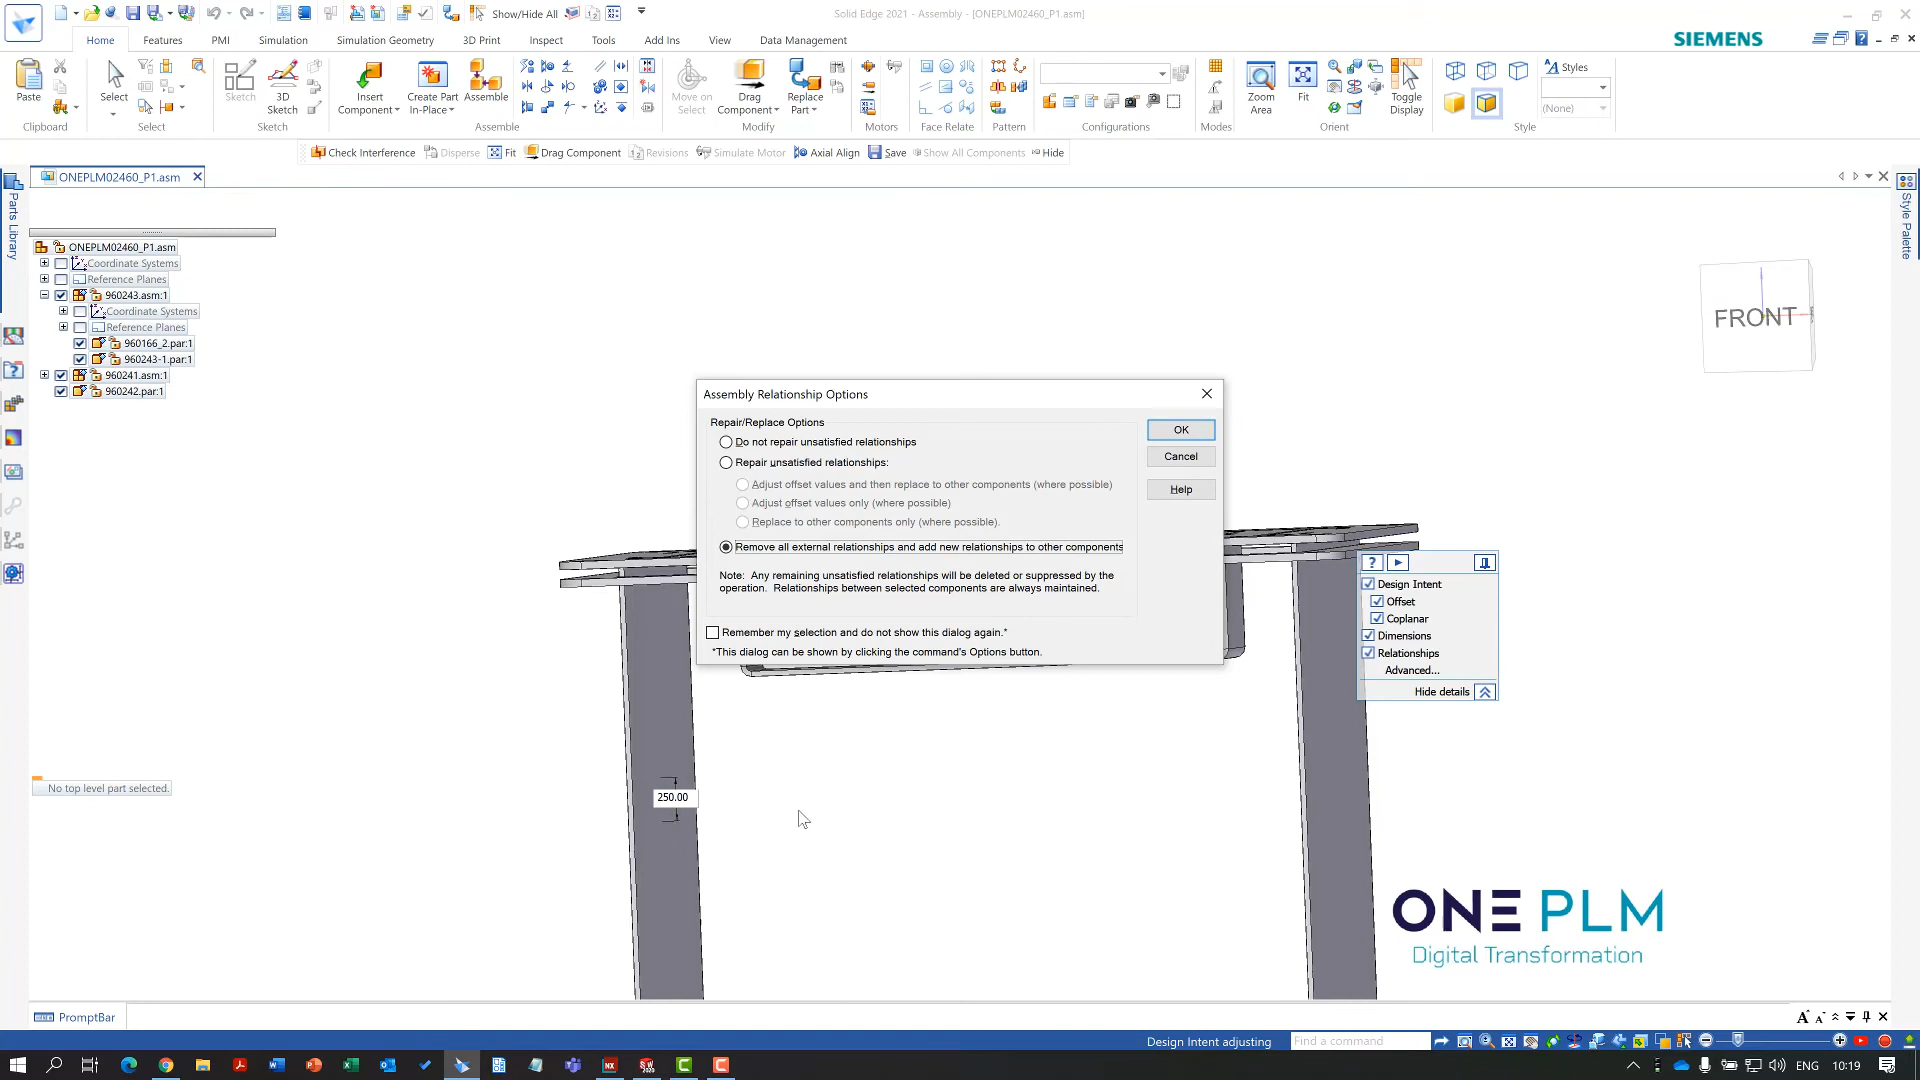 Show/Hide All
Solid Edge 2021 - Assembly - [ONEPLM02460_P1.asm]
Home Features PMI Simulation Simulation Geometry 3D Print Inspect Tools Add Ins View Data Management
SIEMENS
Paste
Select
Sketch
3D Sketch
Insert Component
Create Part In-Place
Assemble
Move on Select
Drag Component
Replace Part
Zoom Area
Fit
Toggle Display
Styles
(None)
Clipboard Select Sketch Assemble Modify Motors Face Relate Pattern Configurations Modes Orient Style
Check Interference Disperse Fit Drag Component Revisions Simulate Motor Axial Align Save Show All Components Hide
ONEPLM02460_P1.asm
Parts Library
Style Palette
ONEPLM02460_P1.asm
Coordinate Systems
Reference Planes
960243.asm:1
Coordinate Systems
Reference Planes
960166_2.par:1
960243-1.par:1
960241.asm:1
960242.par:1
FRONT
Assembly Relationship Options
Repair/Replace Options
Do not repair unsatisfied relationships
Repair unsatisfied relationships:
Adjust offset values and then replace to other components (where possible)
Adjust offset values only (where possible)
Replace to other components only (where possible).
Remove all external relationships and add new relationships to other components
Note: Any remaining unsatisfied relationships will be deleted or suppressed by the
operation. Relationships between selected components are always maintained.
Remember my selection and do not show this dialog again.*
*This dialog can be shown by clicking the command's Options button.
OK
Cancel
Help
Design Intent
Offset
Coplanar
Dimensions
Relationships
Advanced...
Hide details
No top level part selected.
250.00
ONE PLM
Digital Transformation
PromptBar
Design Intent adjusting
Find a command
ENG 10:19